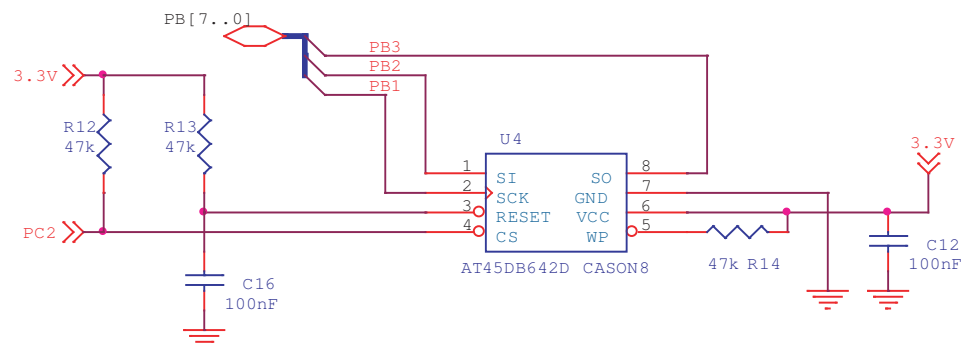 PB[7..0]
PB3
PB2
PB1
3.3V
R12
47k
R13
47k
U4
3.3V
1
2
3
4
SI
SCK
RESET
CS
SO
GND
VCC
WP
8
7
6
5
PC2
AT45DB642D CASON8
47k R14
C12
100nF
C16
100nF